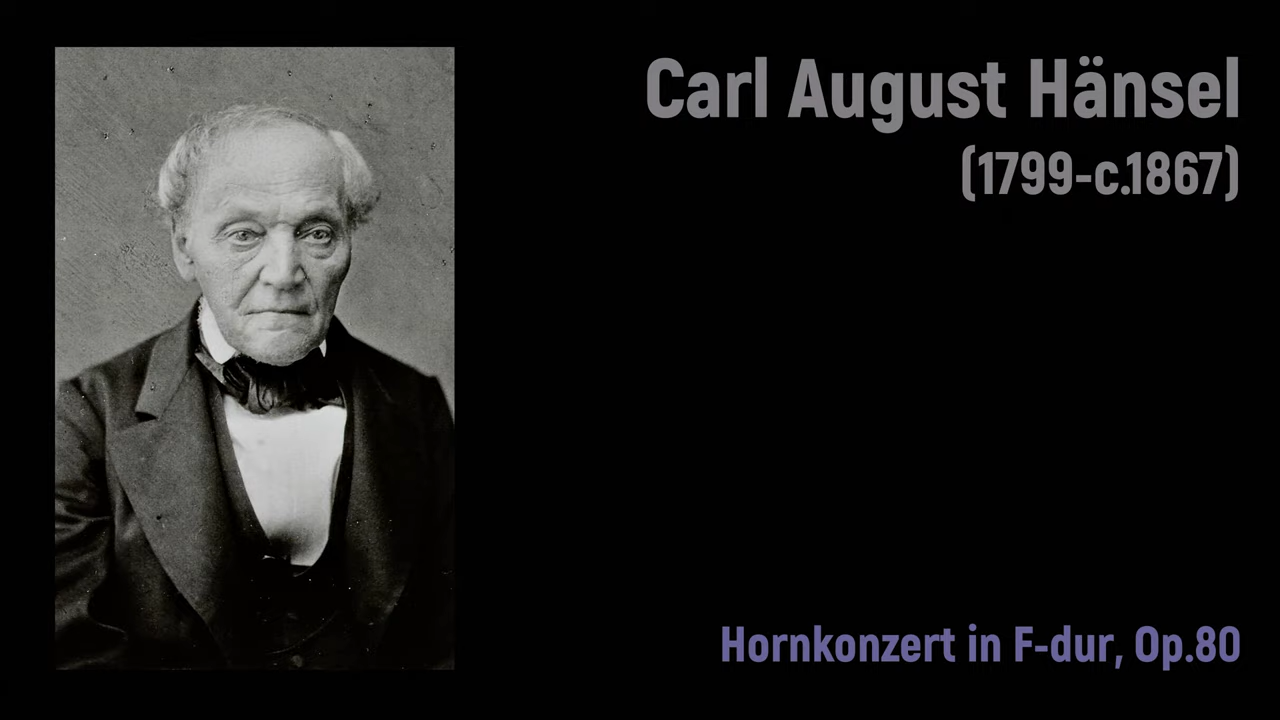 Carl August Hänsel
(1799-c.1867)
Hornkonzert in F-dur, Op.80